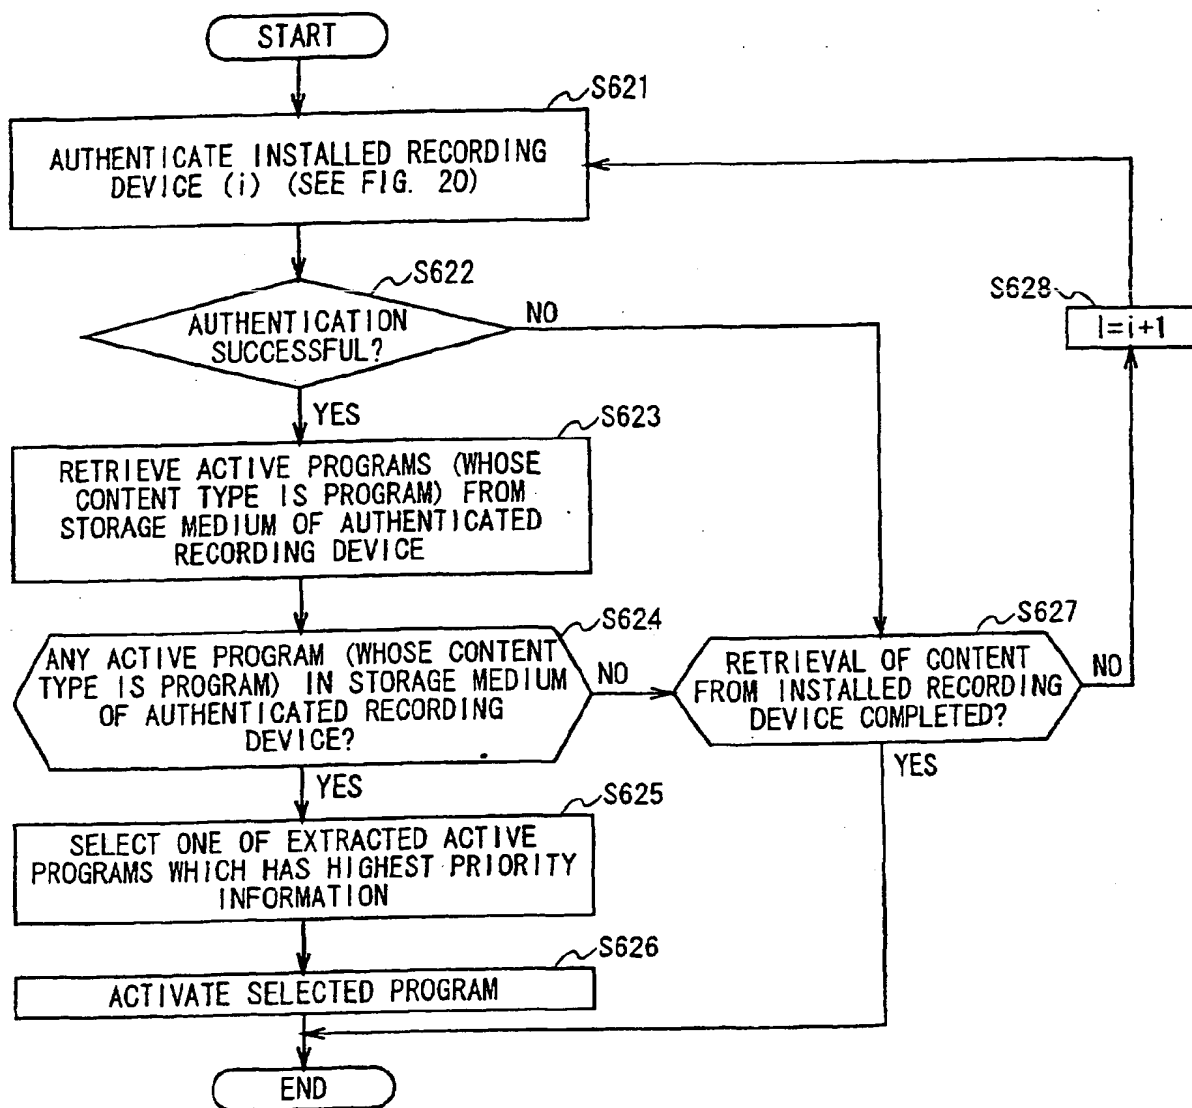 START
S621
AUTHENTICATE INSTALLED RECORDING
DEVICE (i) (SEE FIG. 20)
S622
AUTHENTICATION
SUCCESSFUL?
NO
S628
I=i+1
YES
S623
RETRIEVE ACTIVE PROGRAMS (WHOSE
CONTENT TYPE IS PROGRAM) FROM
STORAGE MEDIUM OF AUTHENTICATED
RECORDING DEVICE
S624
ANY ACTIVE PROGRAM (WHOSE CONTENT
TYPE IS PROGRAM) IN STORAGE MEDIUM
OF AUTHENTICATED RECORDING
DEVICE?
NO
S627
RETRIEVAL OF CONTENT
FROM INSTALLED RECORDING
DEVICE COMPLETED?
NO
YES
YES
S625
SELECT ONE OF EXTRACTED ACTIVE
PROGRAMS WHICH HAS HIGHEST PRIORITY
INFORMATION
S626
ACTIVATE SELECTED PROGRAM
END